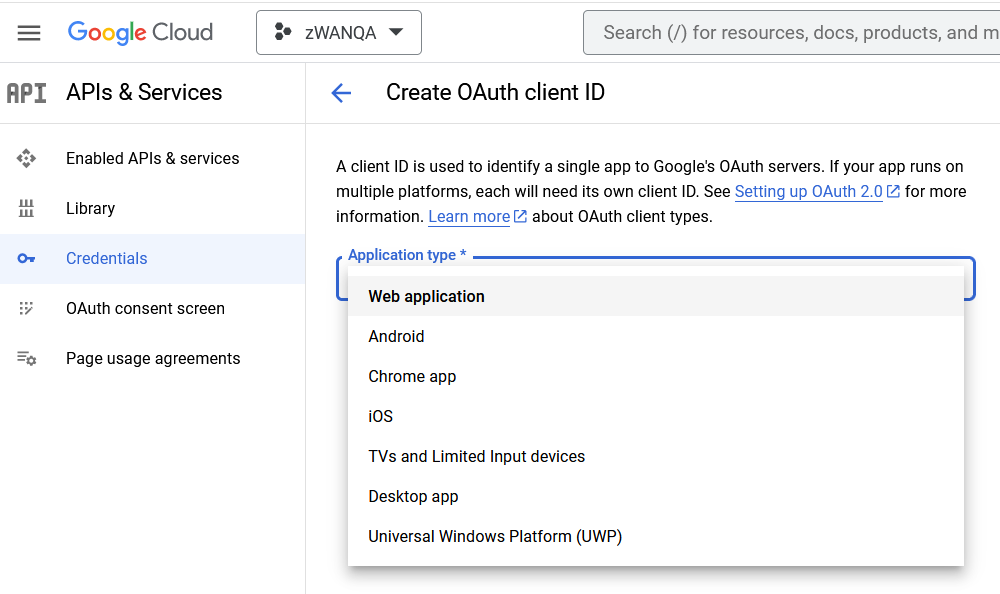 Google Cloud
zWANQA
Search (/) for resources, docs, products, and m
API
APIs & Services
Create OAuth client ID
Enabled APIs & services
Library
Credentials
OAuth consent screen
Page usage agreements
A client ID is used to identify a single app to Google's OAuth servers. If your app runs on
multiple platforms, each will need its own client ID. See Setting up OAuth 2.0 for more
information. Learn more about OAuth client types.
Application type *
Web application
Android
Chrome app
iOS
TVs and Limited Input devices
Desktop app
Universal Windows Platform (UWP)